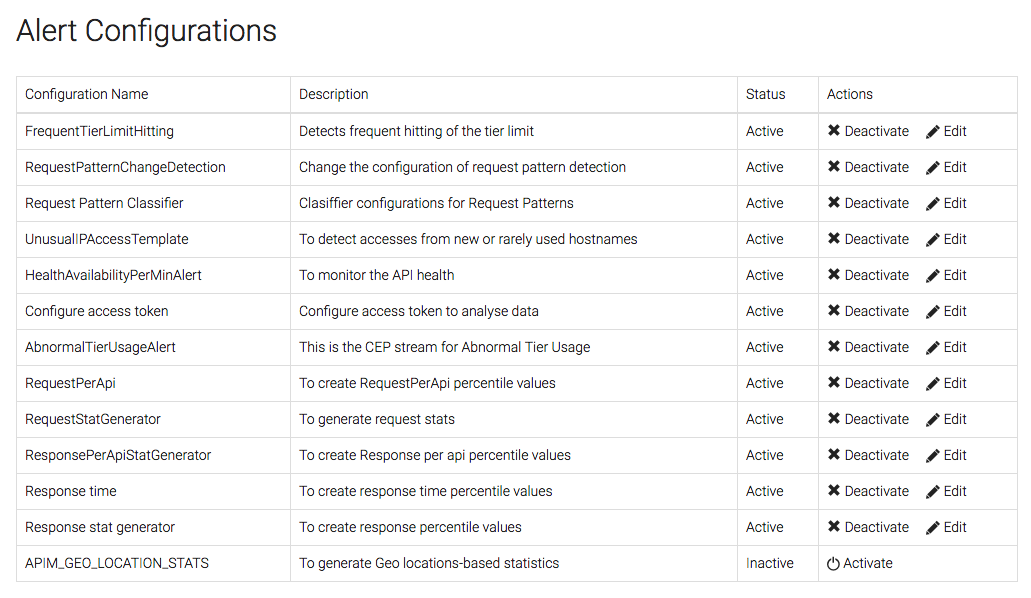 Alert Configurations
Configuration Name Description Status Actions
FrequentTierLimitHitting Detects frequent hitting of the tier limit Active Deactivate Edit
RequestPatternChangeDetection Change the configuration of request pattern detection Active Deactivate Edit
Request Pattern Classifier Clasiffier configurations for Request Patterns Active Deactivate Edit
UnusualIPAccessTemplate To detect accesses from new or rarely used hostnames Active Deactivate Edit
HealthAvailabilityPerMinAlert To monitor the API health Active Deactivate Edit
Configure access token Configure access token to analyse data Active Deactivate Edit
AbnormalTierUsageAlert This is the CEP stream for Abnormal Tier Usage Active Deactivate Edit
RequestPerApi To create RequestPerApi percentile values Active Deactivate Edit
RequestStatGenerator To generate request stats Active Deactivate Edit
ResponsePerApiStatGenerator To create Response per api percentile values Active Deactivate Edit
Response time To create response time percentile values Active Deactivate Edit
Response stat generator To create response percentile values Active Deactivate Edit
APIM_GEO_LOCATION_STATS To generate Geo locations-based statistics Inactive Activate